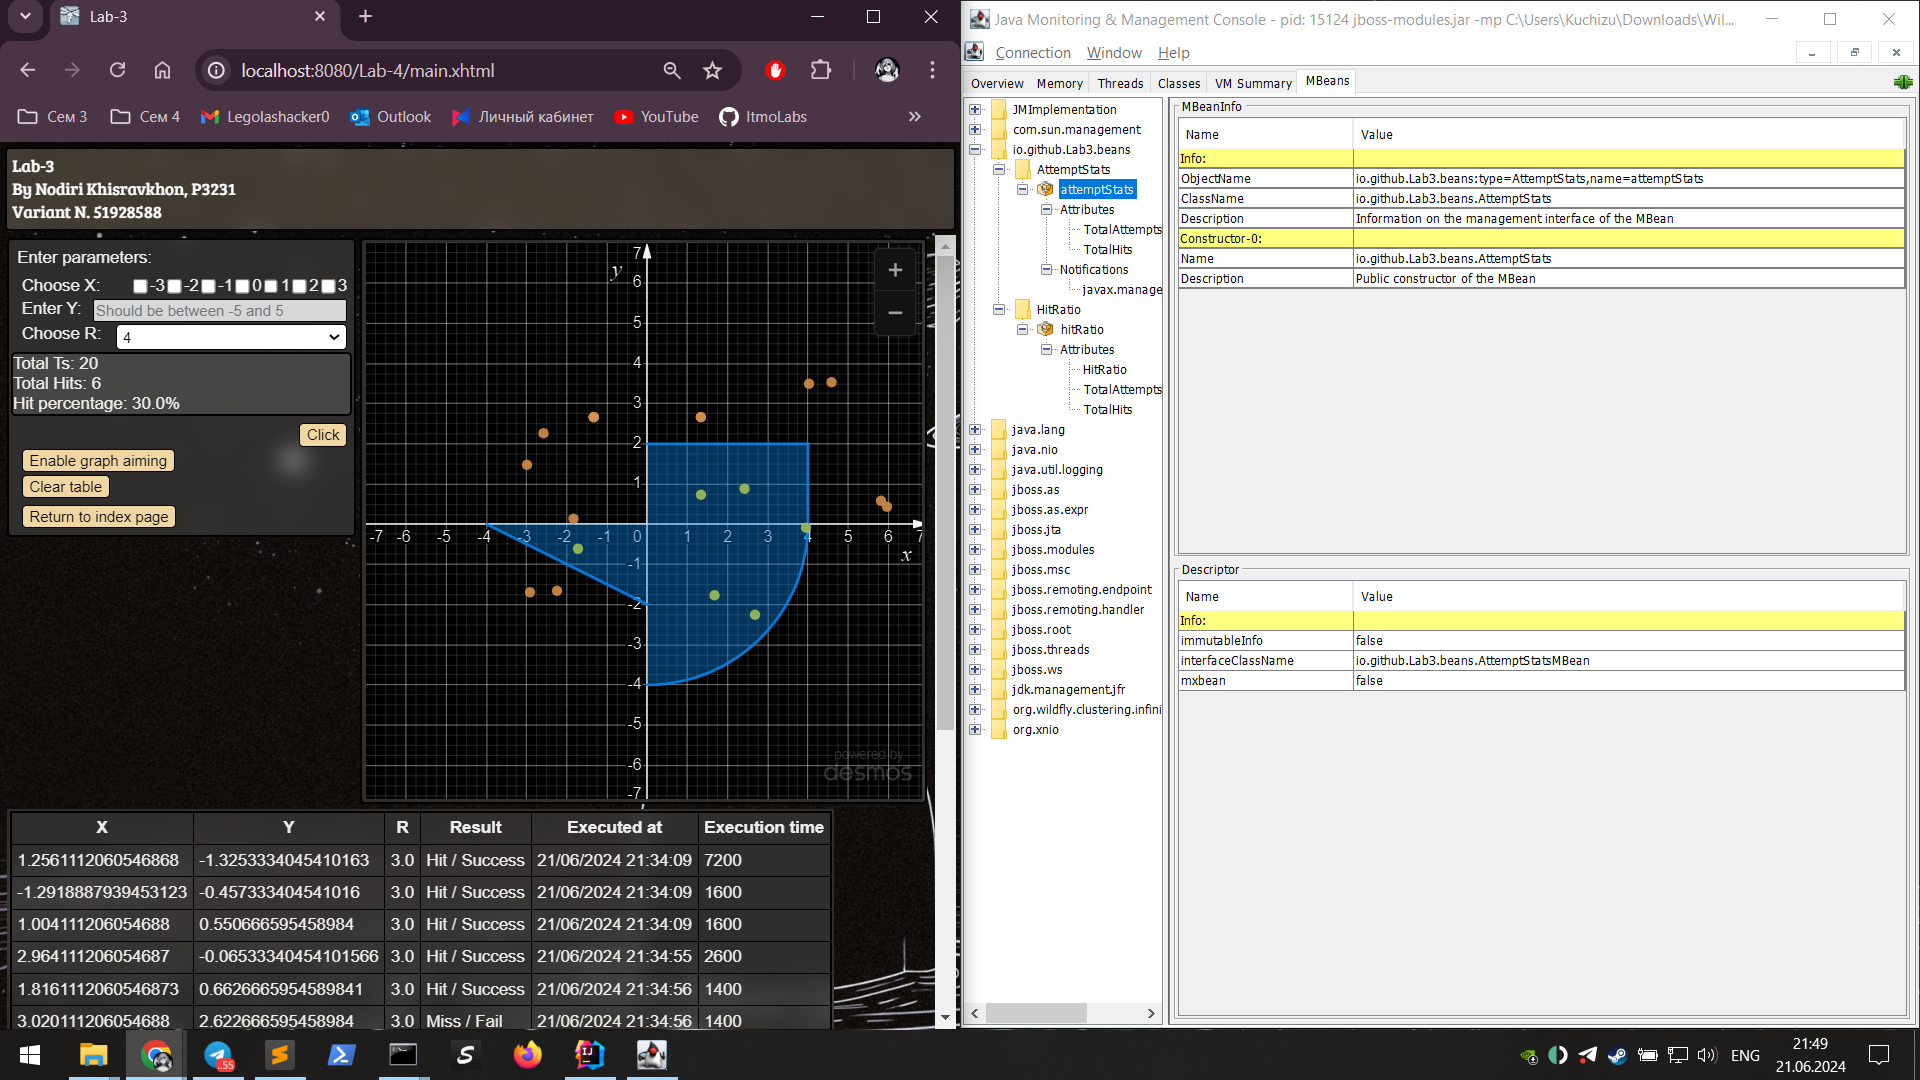 Lab-3
localhost:8080/Lab-4/main.xhtml
Сем 3
Сем 4
Legolashacker0
Outlook
Личный кабинет
YouTube
ItmoLabs
»
Lab-3
By Nodiri Khisravkhon, P3231
Variant N. 51928588
Enter parameters:
Choose X: -3 -2 -1 0 1 2 3
Enter Y: Should be between -5 and 5
Choose R: 4
Total Ts: 20
Total Hits: 6
Hit percentage: 30.0%
Click
Enable graph aiming
Clear table
Return to index page
y
7
6
5
4
3
2
1
-7 -6 -5 -4 -3 -2 -1 0 1 2 3 4 5 6 7
x
-1
-2
-3
-4
-5
-6
-7
+
−
powered by
desmos
X Y R Result Executed at Execution time
1.2561112060546868 -1.3253334045410163 3.0 Hit / Success 21/06/2024 21:34:09 7200
-1.2918887939453123 -0.457333404541016 3.0 Hit / Success 21/06/2024 21:34:09 1600
1.004111206054688 0.550666595458984 3.0 Hit / Success 21/06/2024 21:34:09 1600
2.964111206054687 -0.06533340454101566 3.0 Hit / Success 21/06/2024 21:34:55 2600
1.8161112060546873 0.6626665954589841 3.0 Hit / Success 21/06/2024 21:34:56 1400
3.020111206054688 2.622666595458984 3.0 Miss / Fail 21/06/2024 21:34:56 1400
Java Monitoring & Management Console - pid: 15124 jboss-modules.jar -mp C:\Users\Kuchizu\Downloads\Wil...
Connection Window Help
Overview Memory Threads Classes VM Summary MBeans
JMImplementation
com.sun.management
io.github.Lab3.beans
AttemptStats
attemptStats
Attributes
TotalAttempts
TotalHits
Notifications
javax.manage
HitRatio
hitRatio
Attributes
HitRatio
TotalAttempts
TotalHits
java.lang
java.nio
java.util.logging
jboss.as
jboss.as.expr
jboss.jta
jboss.modules
jboss.msc
jboss.remoting.endpoint
jboss.remoting.handler
jboss.root
jboss.threads
jboss.ws
jdk.management.jfr
org.wildfly.clustering.infini
org.xnio
MBeanInfo
Name Value
Info:
ObjectName io.github.Lab3.beans:type=AttemptStats,name=attemptStats
ClassName io.github.Lab3.beans.AttemptStats
Description Information on the management interface of the MBean
Constructor-0:
Name io.github.Lab3.beans.AttemptStats
Description Public constructor of the MBean
Descriptor
Name Value
Info:
immutableInfo false
interfaceClassName io.github.Lab3.beans.AttemptStatsMBean
mxbean false
55
ENG
21:49
21.06.2024